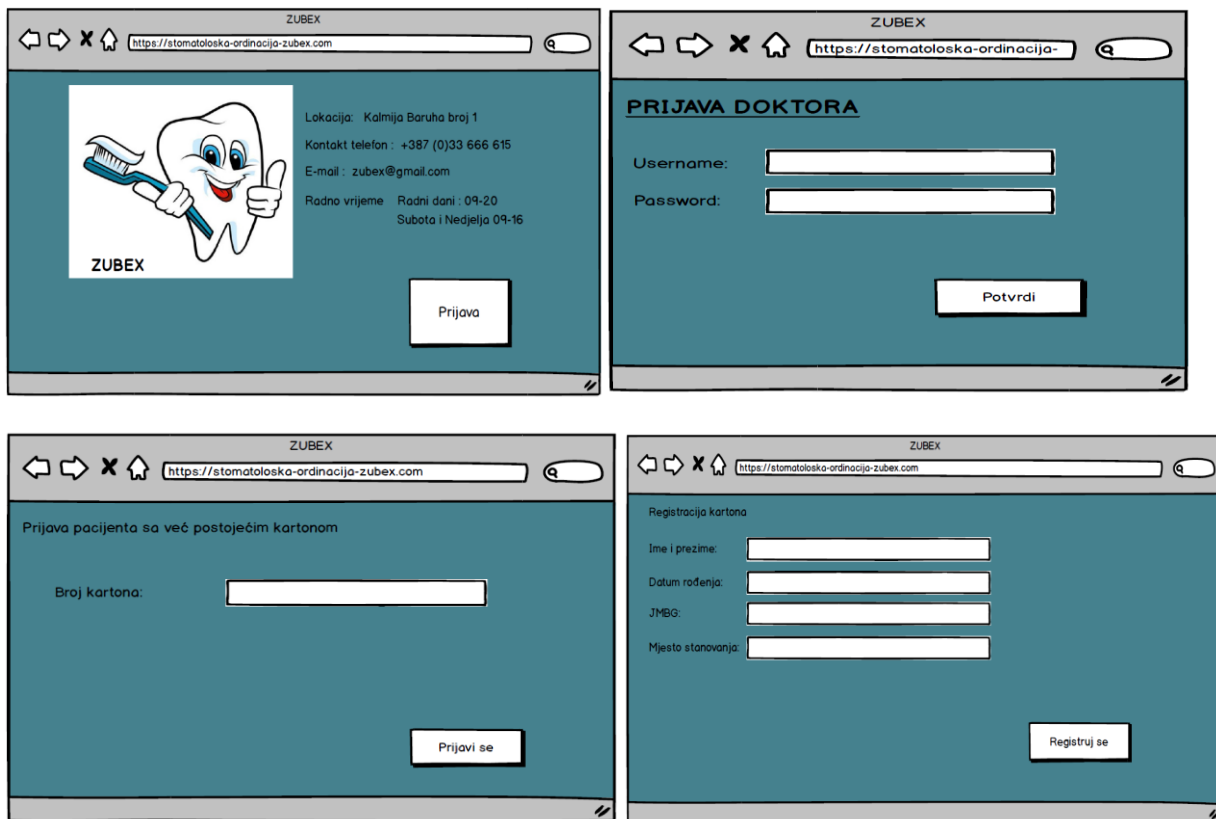 ZUBEX
https://stomatoloska-ordinacija-zubex.com
Lokacija: Kalmija Baruha broj 1
Kontakt telefon : +387 (0)33 666 615
E-mail : zubex@gmail.com
Radno vrijeme Radni dani : 09-20
Subota i Nedjelja 09-16
ZUBEX
Prijava
ZUBEX
https://stomatoloska-ordinacija-
PRIJAVA DOKTORA
Username:
Password:
Potvrdi
ZUBEX
https://stomatoloska-ordinacija-zubex.com
Prijava pacijenta sa već postojećim kartonom
Broj kartona:
Prijavi se
ZUBEX
https://stomatoloska-ordinacija-zubex.com
Registracija kartona
Ime i prezime:
Datum rođenja:
JMBG:
Mjesto stanovanja:
Registruj se